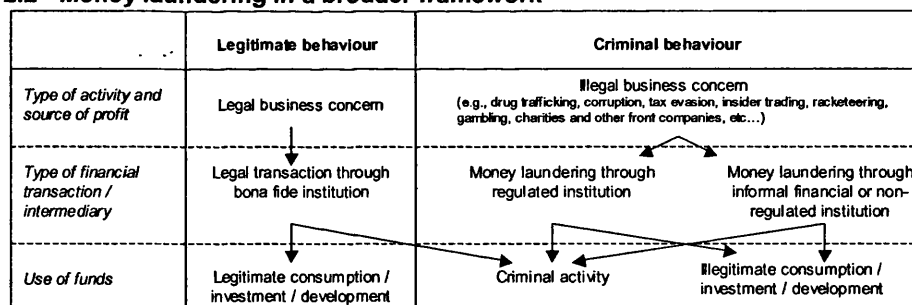 2.2 Money laundering in a broader framework
Legitimate behaviour
Criminal behaviour
Type of activity and
source of profit
Legal business concern
Illegal business concern
(e.g., drug trafficking, corruption, tax evasion, insider trading, racketeering,
gambling, charities and other front companies, etc…)
Type of financial
transaction /
intermediary
Legal transaction through
bona fide institution
Money laundering through
regulated institution
Money laundering through
informal financial or non-
regulated institution
Use of funds
Legitimate consumption /
investment / development
Criminal activity
Illegitimate consumption /
investment / development